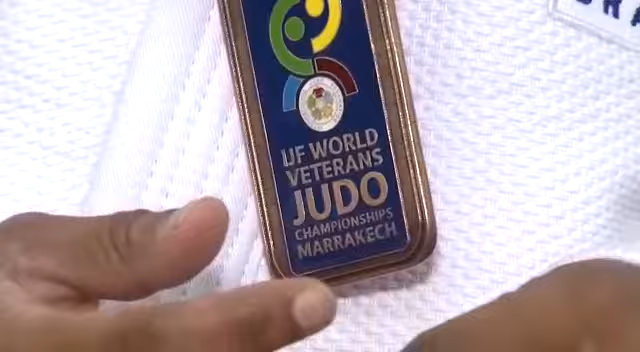 IJF WORLD
VETERANS
JUDO
CHAMPIONSHIPS
MARRAKECH